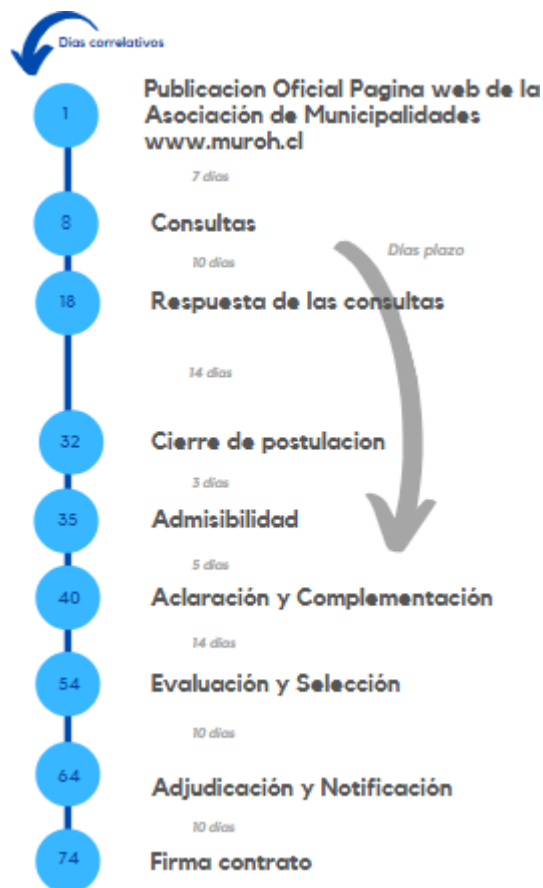 Dias correlativos
1
Publicacion Oficial Pagina web de la
Asociación de Municipalidades
www.muroh.cl
7 dias
8
Consultas
10 dias
Dias plazo
18
Respuesta de las consultas
14 dias
32
Cierre de postulacion
3 dias
35
Admisibilidad
5 dias
40
Aclaración y Complementación
14 dias
54
Evaluación y Selección
10 dias
64
Adjudicación y Notificación
10 dias
74
Firma contrato